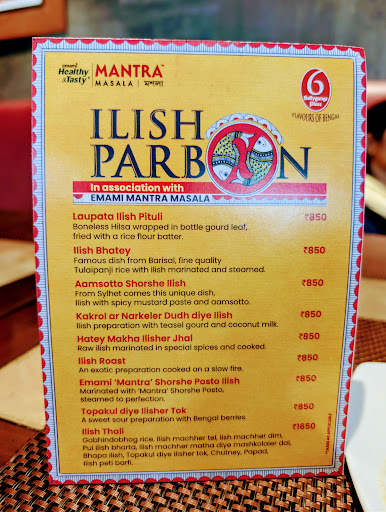 emami
Healthy
& Tasty
MANTRA™
MASALA | মশলা
6
Ballygunge
Place
FLAVOURS OF BENGAL
ILISH
PARBON
In association with
EMAMI MANTRA MASALA
Laupata Ilish Pituli ₹850
Boneless Hilsa wrapped in bottle gourd leaf,
fried with a rice flour batter.
Ilish Bhatey ₹850
Famous dish from Barisal, fine quality
Tulaipanji rice with ilish marinated and steamed.
Aamsotto Shorshe Ilish ₹850
From Sylhet comes this unique dish,
Ilish with spicy mustard paste and aamsotto.
Kakrol ar Narkeler Dudh diye Ilish ₹850
Ilish preparation with teasel gourd and coconut milk.
Hatey Makha Ilisher Jhal ₹850
Raw ilish marinated in special spices and cooked.
Ilish Roast ₹850
An exotic preparation cooked on a slow fire.
Emami ‘Mantra’ Shorshe Posto Ilish ₹850
Marinated with ‘Mantra’ Shorshe Posto,
steamed to perfection.
Topakul diye Ilisher Tok ₹850
A sweet sour preparation with Bengal berries.
Ilish Thali ₹1650
Gobhindobhog rice, ilish machher tel, ilish machher dim,
Pui ilish bhorta, ilish machher matha diye mashkolaier dal,
Bhapa ilish, Topakul diye ilisher tok, Chutney, Papad,
Ilish peti barfi.